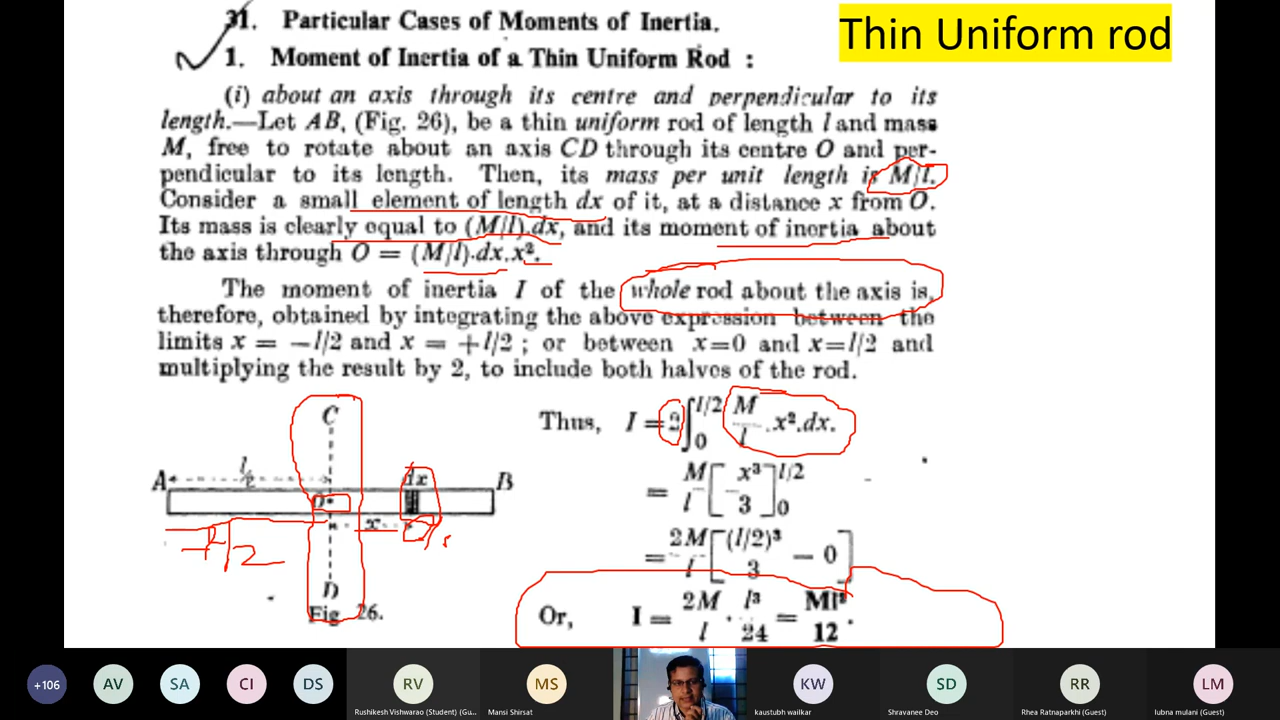 31. Particular Cases of Moments of Inertia.
Thin Uniform rod
1. Moment of Inertia of a Thin Uniform Rod :
(i) about an axis through its centre and perpendicular to its
length.—Let AB, (Fig. 26), be a thin uniform rod of length l and mass
M, free to rotate about an axis CD through its centre O and per-
pendicular to its length. Then, its mass per unit length is M/l.
Consider a small element of length dx of it, at a distance x from O.
Its mass is clearly equal to (M/l).dx, and its moment of inertia about
the axis through O = (M/l).dx.x².
The moment of inertia I of the whole rod about the axis is,
therefore, obtained by integrating the above expression between the
limits x = —l/2 and x = +l/2 ; or between x=0 and x=l/2 and
multiplying the result by 2, to include both halves of the rod.
C
A l/2 dx B
O
x
D
Fig 26.
Thus, I = 2 ∫₀^{l/2} M/l .x².dx.
= M/l [x³/3]₀^{l/2}
= 2M/l [(l/2)³/3 — 0]
Or, I = 2M/l · l³/24 = Ml²/12.
+106 AV SA CI DS RV MS KW SD RR LM
Rushikesh Vishwarao (Student) (Gu... Mansi Shirsat kaustubh wailkar Shravanee Deo Rhea Ratnaparkhi (Guest) lubna mulani (Guest)